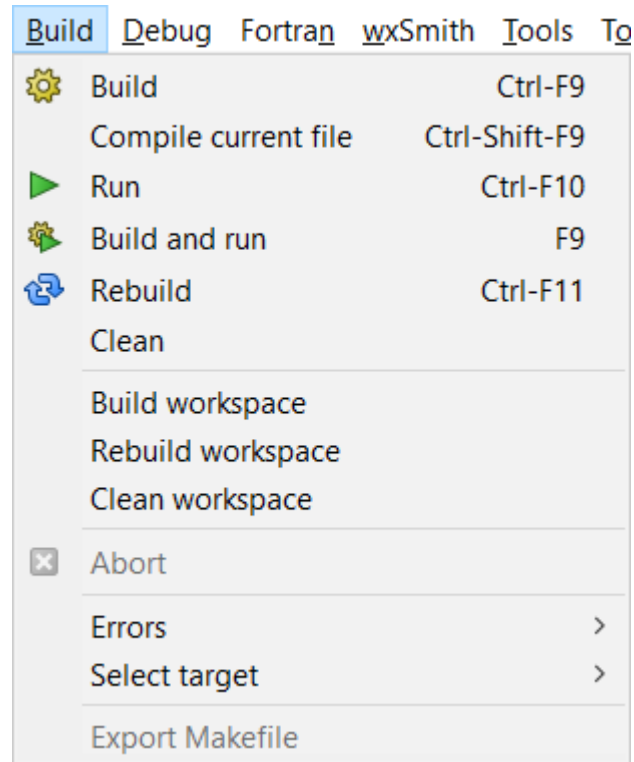 Build Debug Fortran wxSmith Tools To
Build Ctrl-F9
Compile current file Ctrl-Shift-F9
Run Ctrl-F10
Build and run F9
Rebuild Ctrl-F11
Clean
Build workspace
Rebuild workspace
Clean workspace
Abort
Errors
Select target
Export Makefile